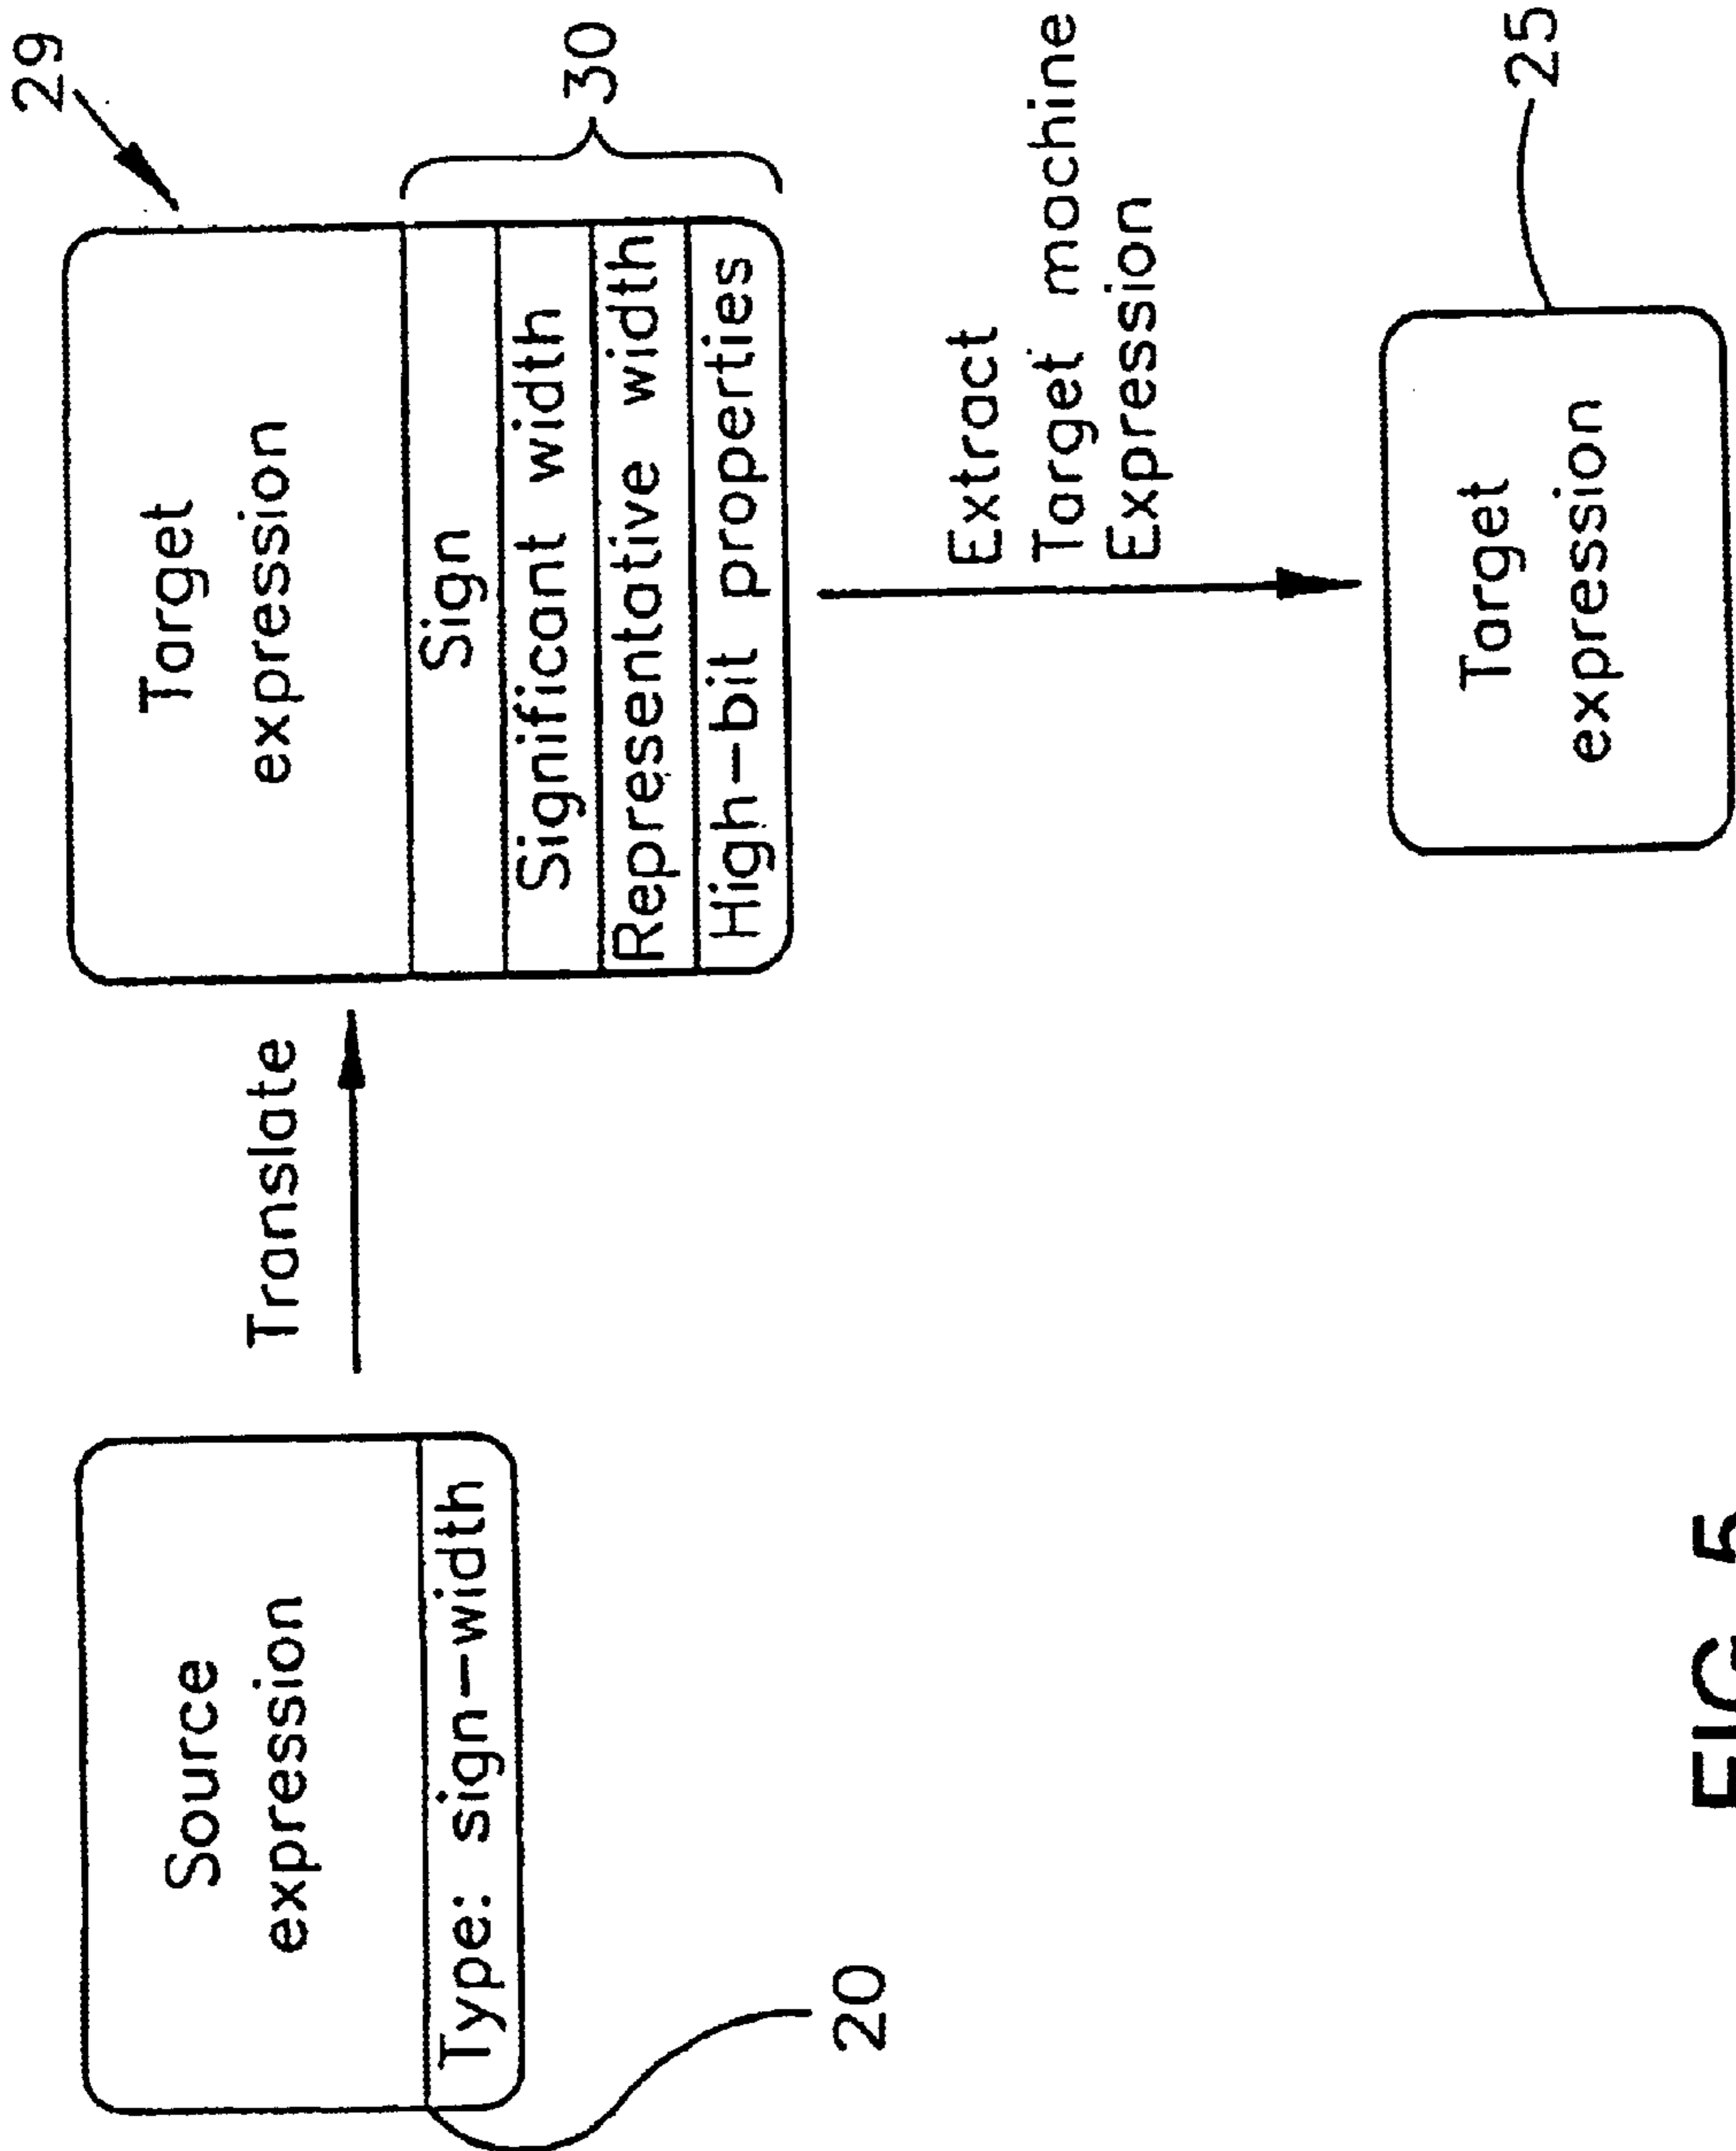 Source
expression
Type: sign-width
20
Translate
29
Target
expression
Sign
Significant width
Representative width
High-bit properties
30
Extract
Target machine
Expression
Target
expression
25
FIG. 5